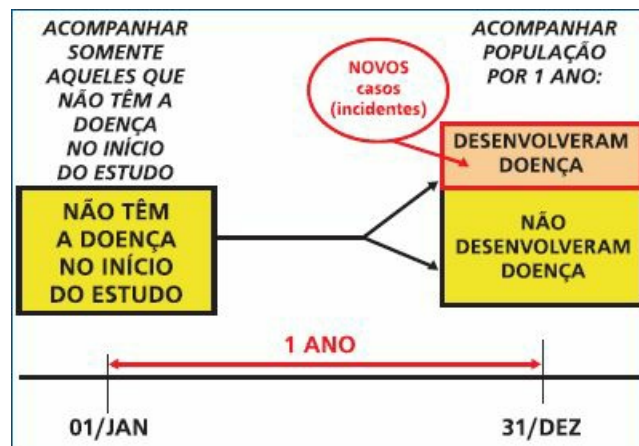 ACOMPANHAR
SOMENTE
AQUELES QUE
NÃO TÊM A
DOENÇA
NO INÍCIO
DO ESTUDO
NÃO TÊM
A DOENÇA
NO INÍCIO
DO ESTUDO
NOVOS
casos
(incidentes)
ACOMPANHAR
POPULAÇÃO
POR 1 ANO:
DESENVOLVERAM
DOENÇA
NÃO
DESENVOLVERAM
DOENÇA
1 ANO
01/JAN
31/DEZ